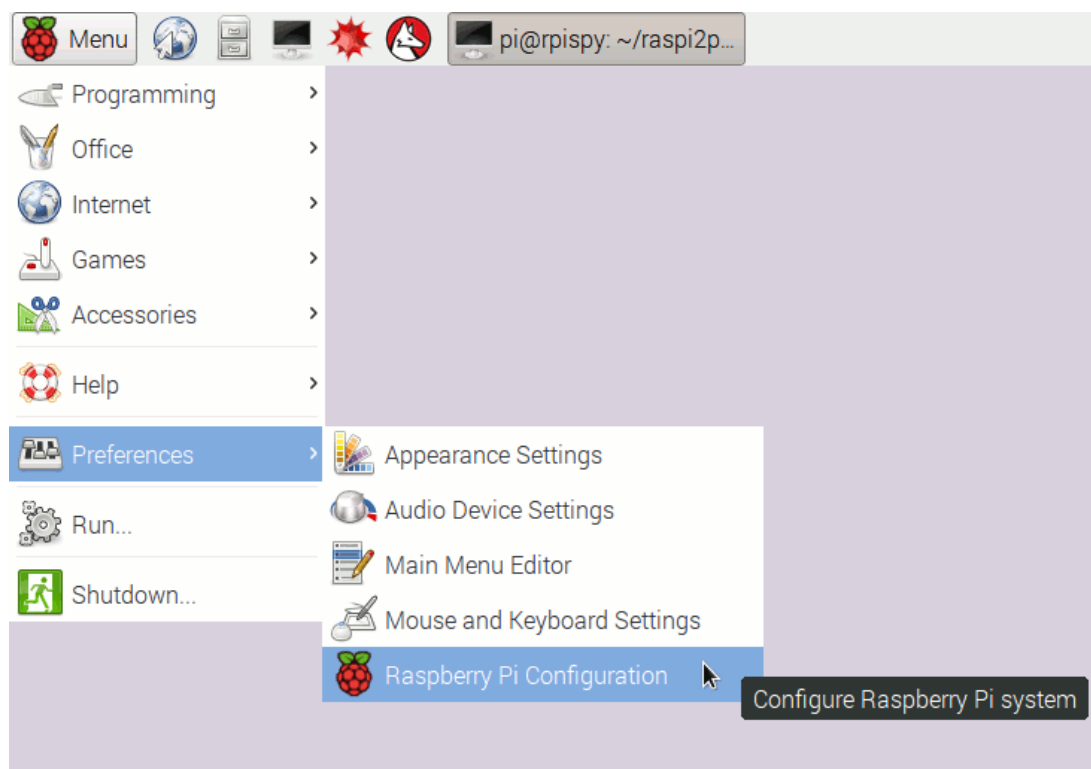 Menu
pi@rpispy: ~/raspi2p...
Programming
Office
Internet
Games
Accessories
Help
Preferences
Run...
Shutdown...
Appearance Settings
Audio Device Settings
Main Menu Editor
Mouse and Keyboard Settings
Raspberry Pi Configuration
Configure Raspberry Pi system